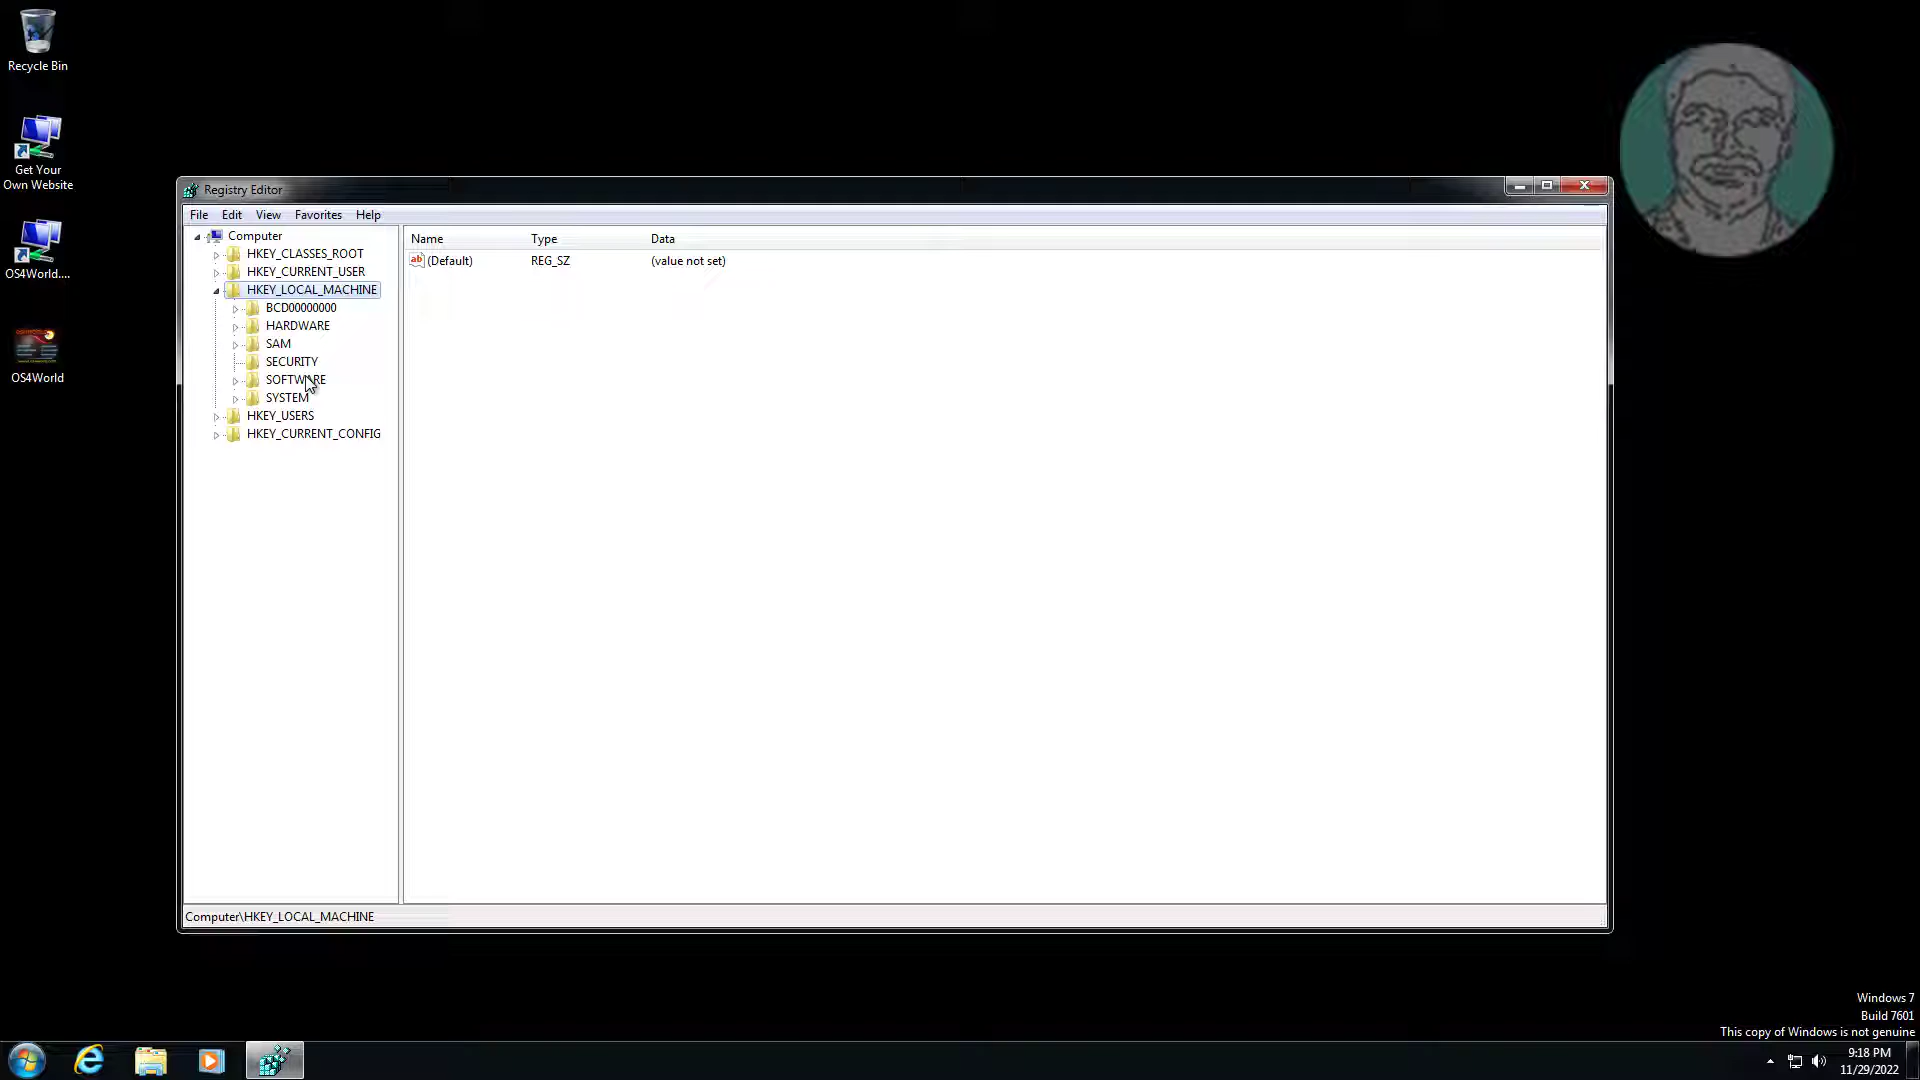 Recycle Bin
Get Your
Own Website
OS4World....
OS4World
Registry Editor
File Edit View Favorites Help
Computer
HKEY_CLASSES_ROOT
HKEY_CURRENT_USER
HKEY_LOCAL_MACHINE
BCD00000000
HARDWARE
SAM
SECURITY
SOFTWARE
SYSTEM
HKEY_USERS
HKEY_CURRENT_CONFIG
Name Type Data
ab (Default) REG_SZ (value not set)
Computer\HKEY_LOCAL_MACHINE
Windows 7
Build 7601
This copy of Windows is not genuine
9:18 PM
11/29/2022